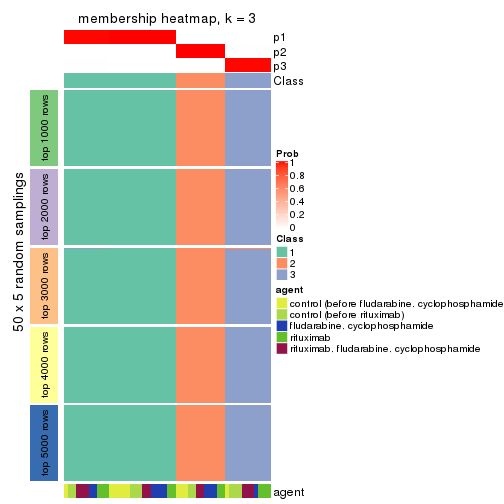 membership heatmap, k = 3
p1
p2
p3
Class
50 x 5 random samplings
top 1000 rows
top 2000 rows
top 3000 rows
top 4000 rows
top 5000 rows
Prob
1
0.8
0.6
0.4
0.2
0
Class
1
2
3
agent
control (before fludarabine. cyclophosphamide
control (before rituximab)
fludarabine. cyclophosphamide
rituximab
rituximab. fludarabine. cyclophosphamide
agent